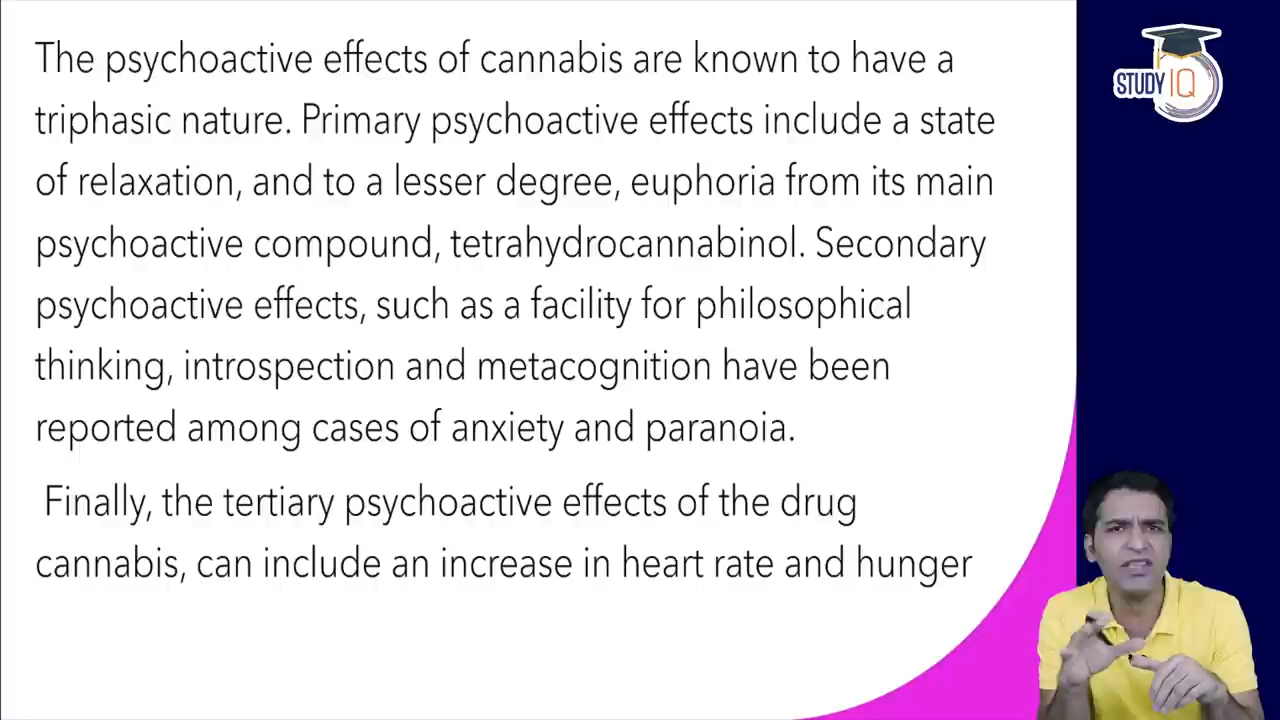 The psychoactive effects of cannabis are known to have a
triphasic nature. Primary psychoactive effects include a state
of relaxation, and to a lesser degree, euphoria from its main
psychoactive compound, tetrahydrocannabinol. Secondary
psychoactive effects, such as a facility for philosophical
thinking, introspection and metacognition have been
reported among cases of anxiety and paranoia.
Finally, the tertiary psychoactive effects of the drug
cannabis, can include an increase in heart rate and hunger
STUDY IQ